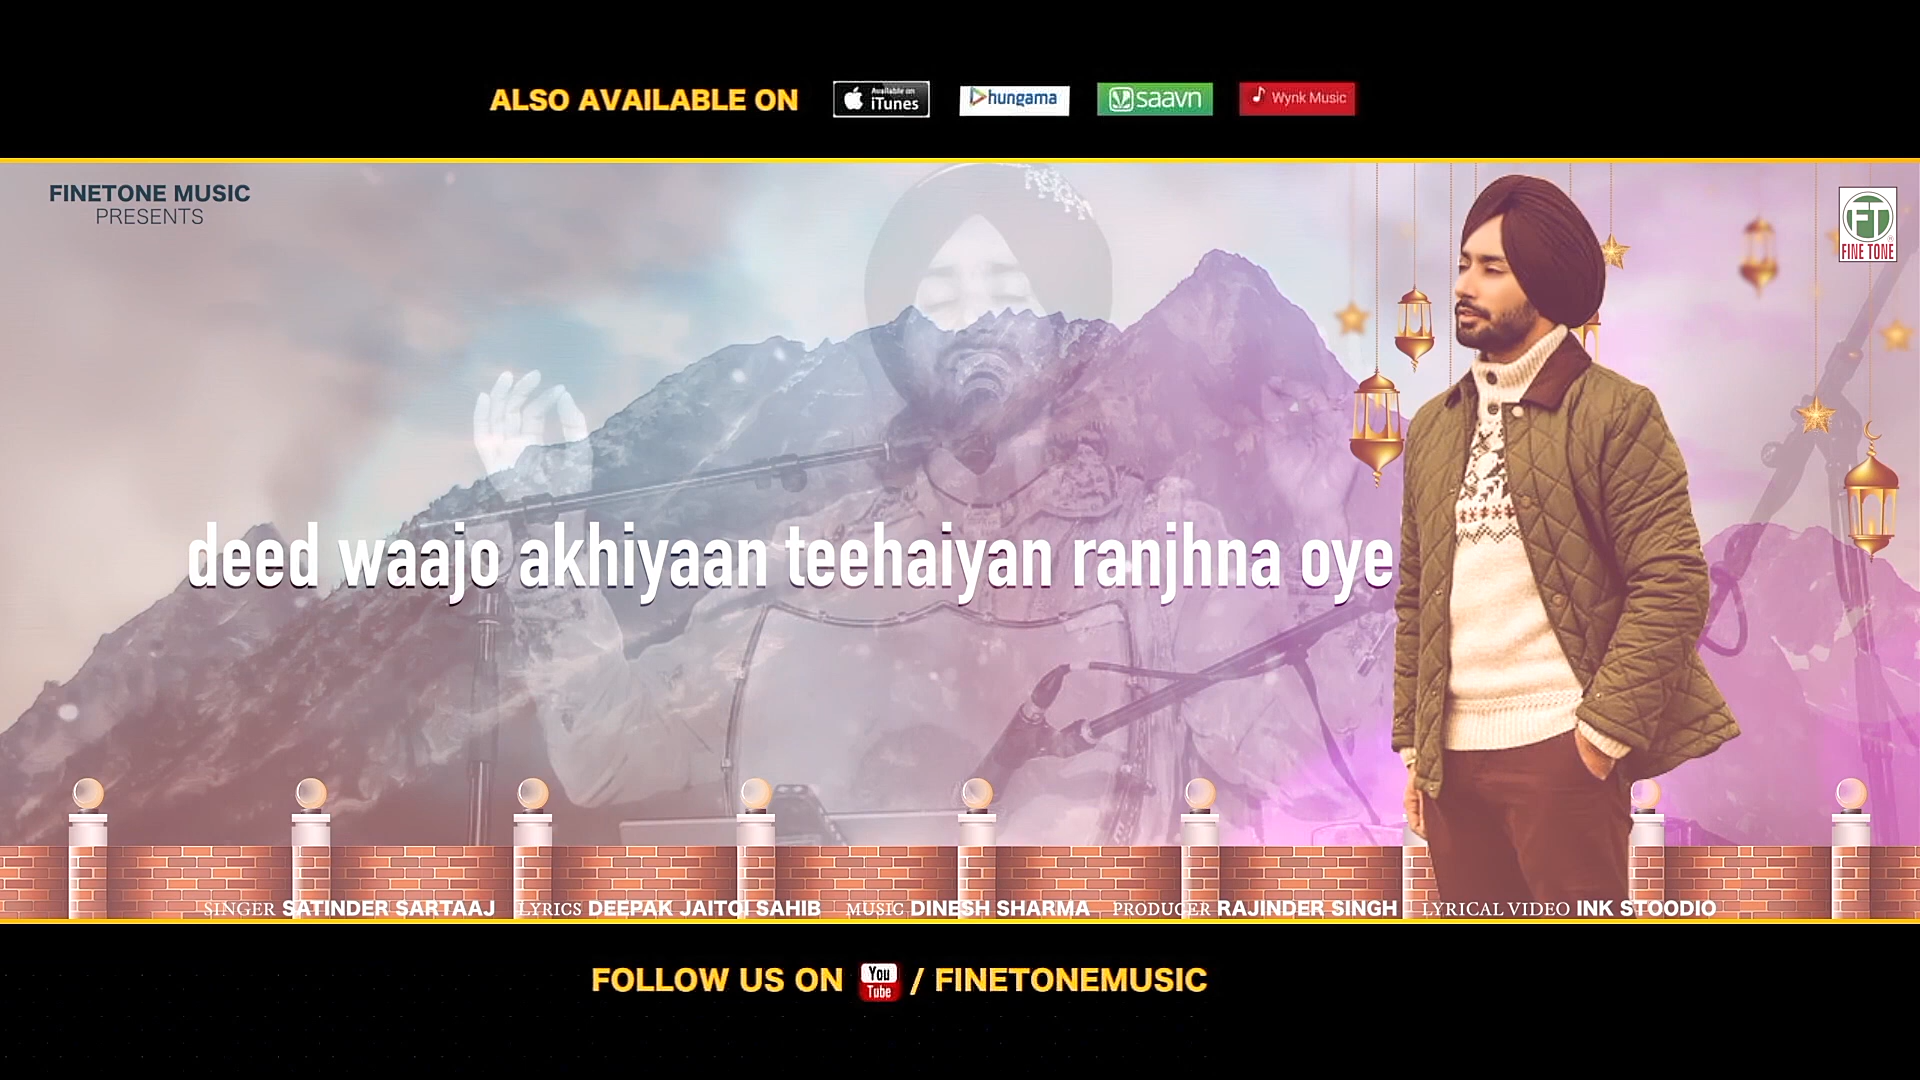 ALSO AVAILABLE ON
Available on
iTunes
hungama
saavn
Wynk Music
FINETONE MUSIC
PRESENTS
FT
FINE TONE
deed waajo akhiyaan teehaiyan ranjhna oye
SINGER SATINDER SARTAAJ LYRICS DEEPAK JAITOI SAHIB MUSIC DINESH SHARMA PRODUCER RAJINDER SINGH LYRICAL VIDEO INK STOODIO
FOLLOW US ON You Tube / FINETONEMUSIC